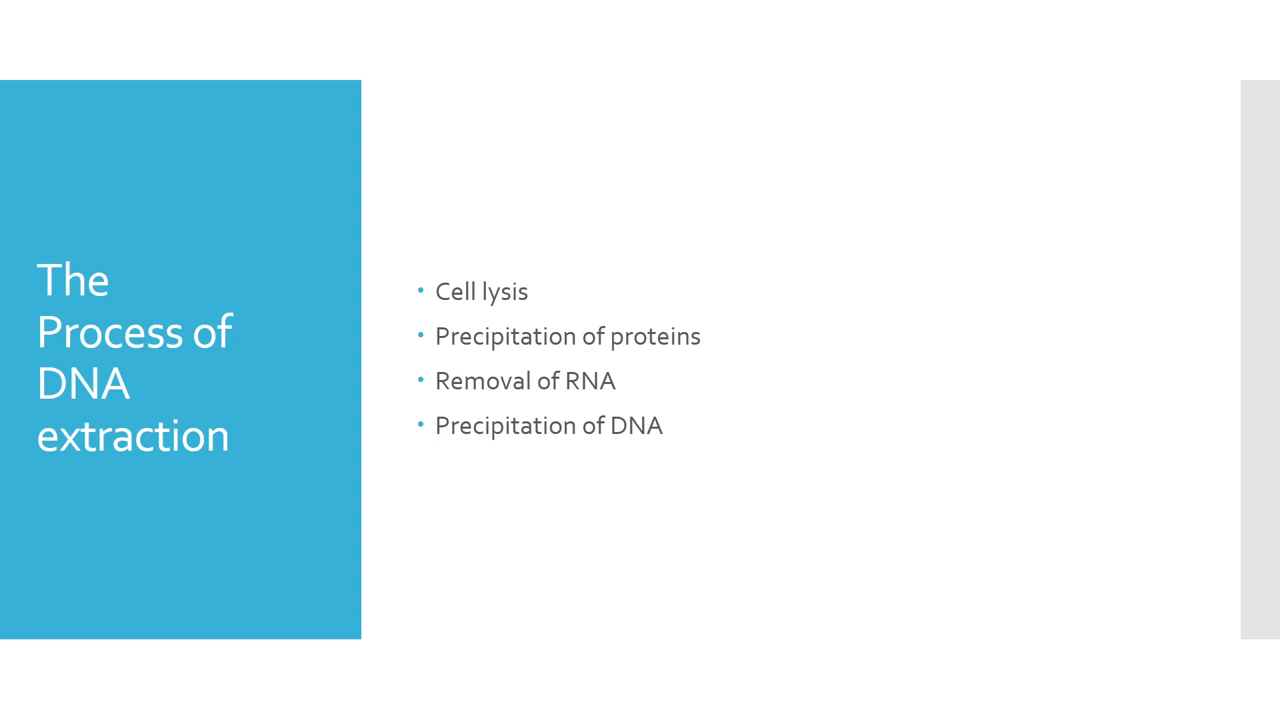 The
Process of
DNA
extraction
• Cell lysis
• Precipitation of proteins
• Removal of RNA
• Precipitation of DNA